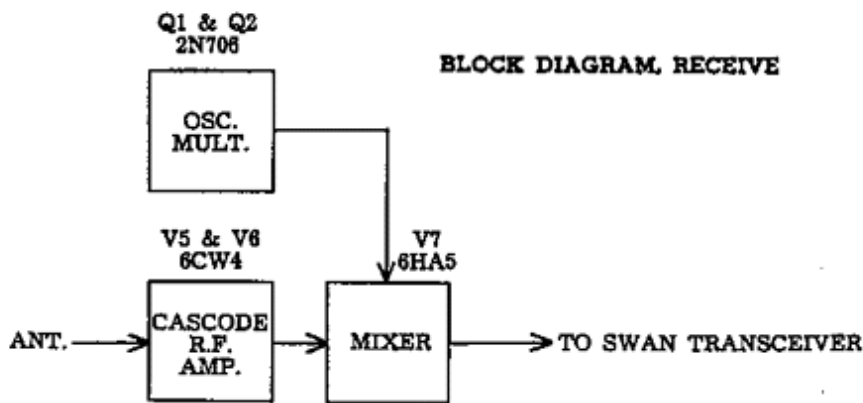 Q1 & Q2
2N706
BLOCK DIAGRAM, RECEIVE
OSC.
MULT.
V5 & V6
6CW4
V7
6HA5
ANT.
CASCODE
R.F.
AMP.
MIXER
TO SWAN TRANSCEIVER